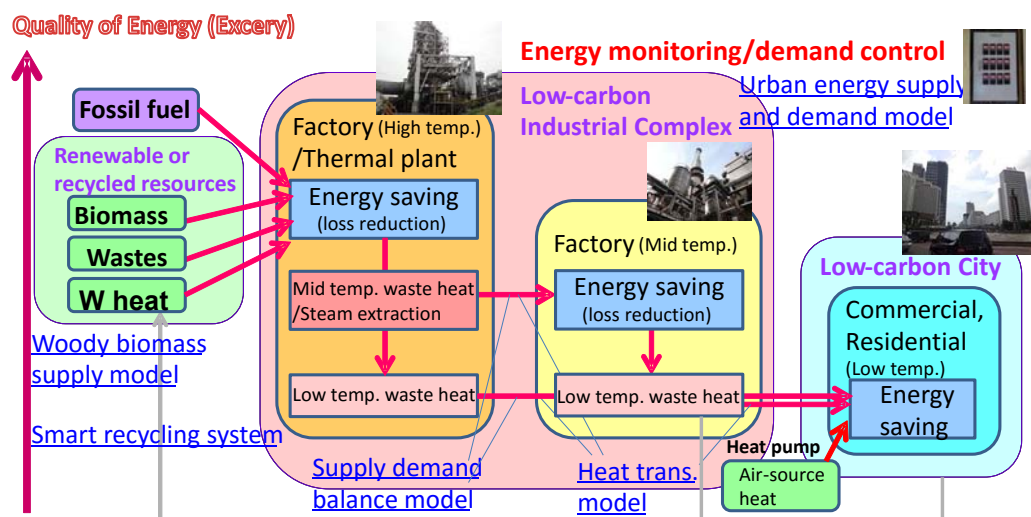 Quality of Energy (Excery)
Energy monitoring/demand control
Urban energy supply
and demand model
Fossil fuel
Low-carbon
Industrial Complex
Renewable or
recycled resources
Biomass
Wastes
W heat
Factory (High temp.)
/Thermal plant
Energy saving
(loss reduction)
Mid temp. waste heat
/Steam extraction
Low temp. waste heat
Factory (Mid temp.)
Energy saving
(loss reduction)
Low temp. waste heat
Low-carbon City
Commercial,
Residential
(Low temp.)
Energy
saving
Heat pump
Air-source
heat
Woody biomass
supply model
Smart recycling system
Supply demand
balance model
Heat trans.
model